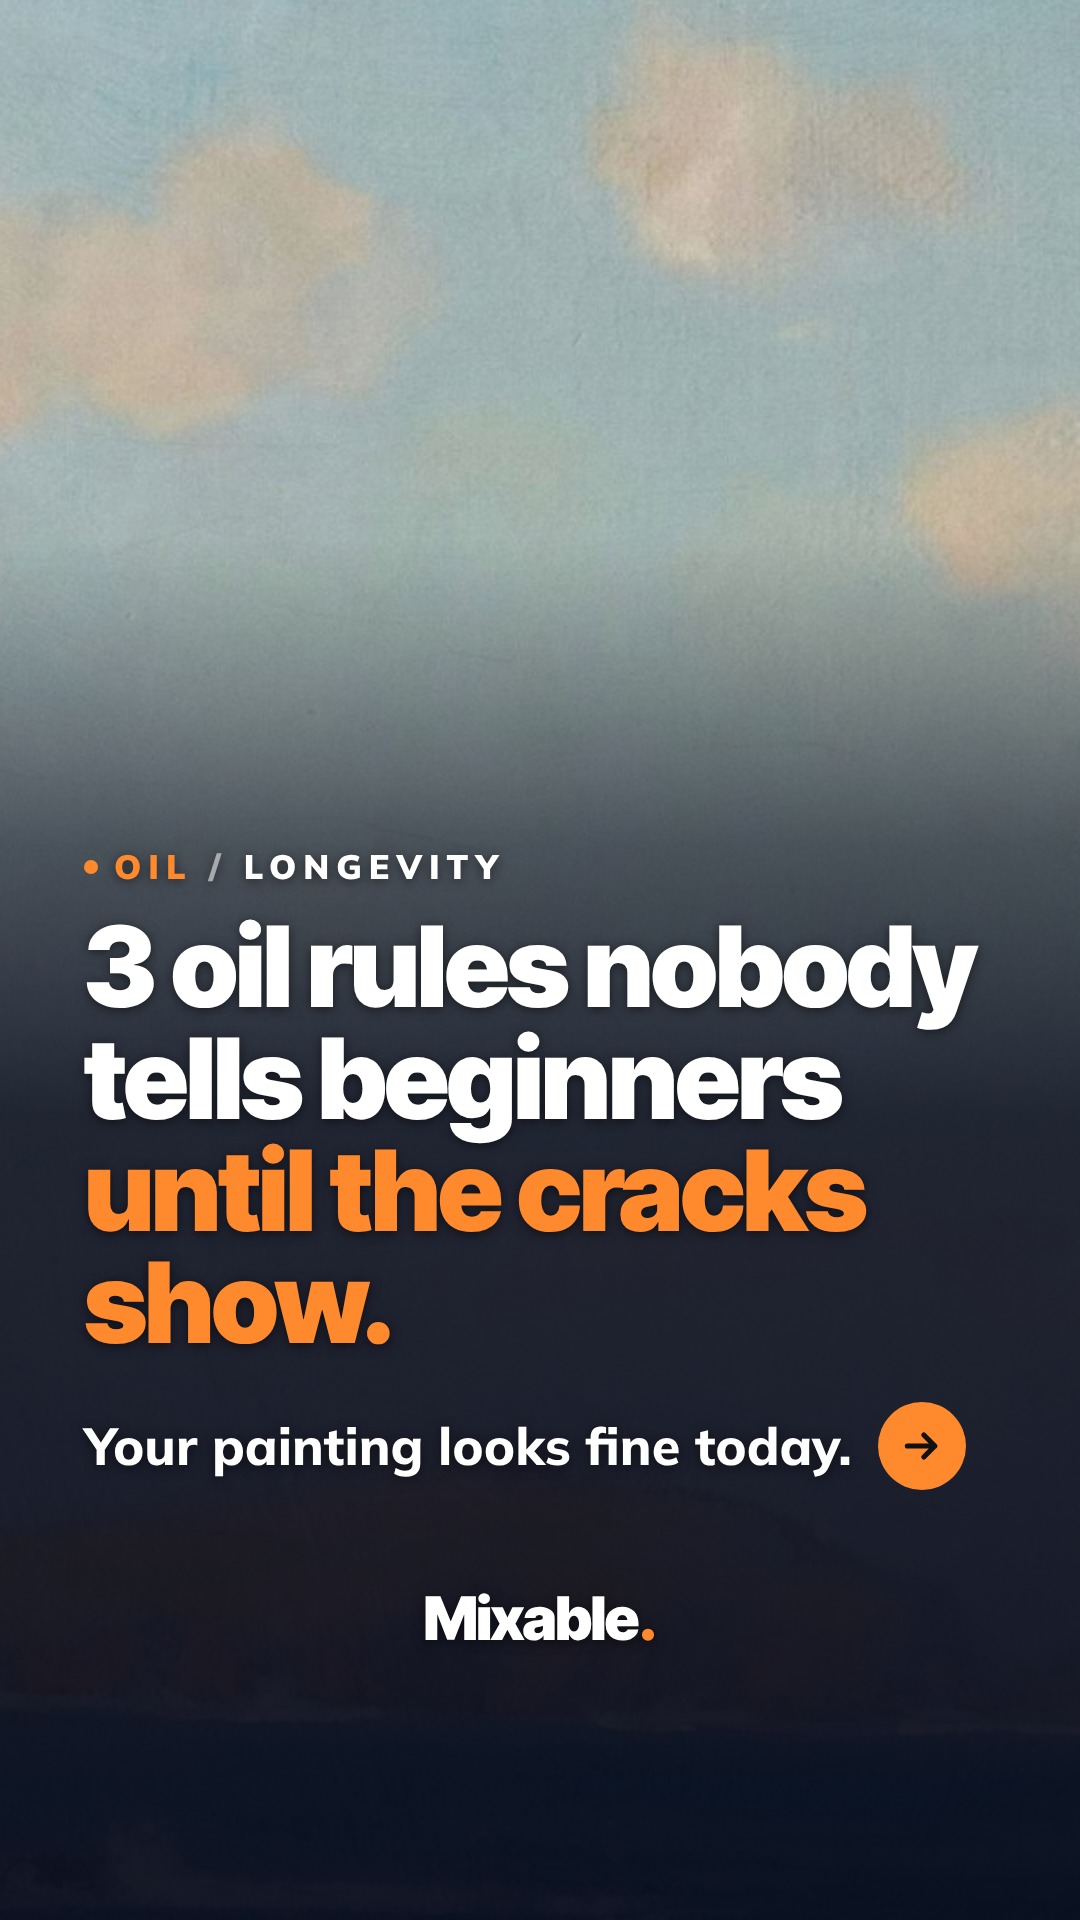 • OIL / LONGEVITY
3 oil rules nobody
tells beginners
until the cracks
show.
Your painting looks fine today. →
Mixable.